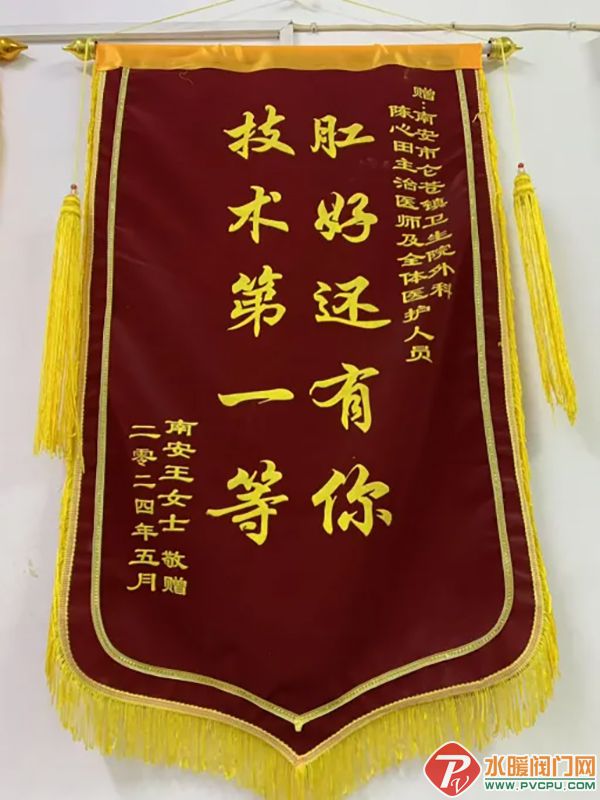 赠：南安市仑苍镇卫生院外科
陈心田主治医师及全体医护人员
肛好还有你
技术第一等
南安王女士 敬赠
二零二四年五月
PV
水暖阀门网
WWW.PVCPU.COM